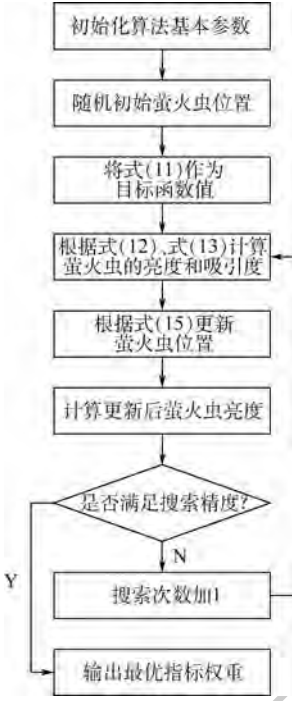 初始化算法基本参数
随机初始萤火虫位置
将式(11)作为
目标函数值
根据式(12)、式(13)计算
萤火虫的亮度和吸引度
根据式(15)更新
萤火虫位置
计算更新后萤火虫亮度
是否满足搜索精度?
N
Y
搜索次数加1
输出最优指标权重